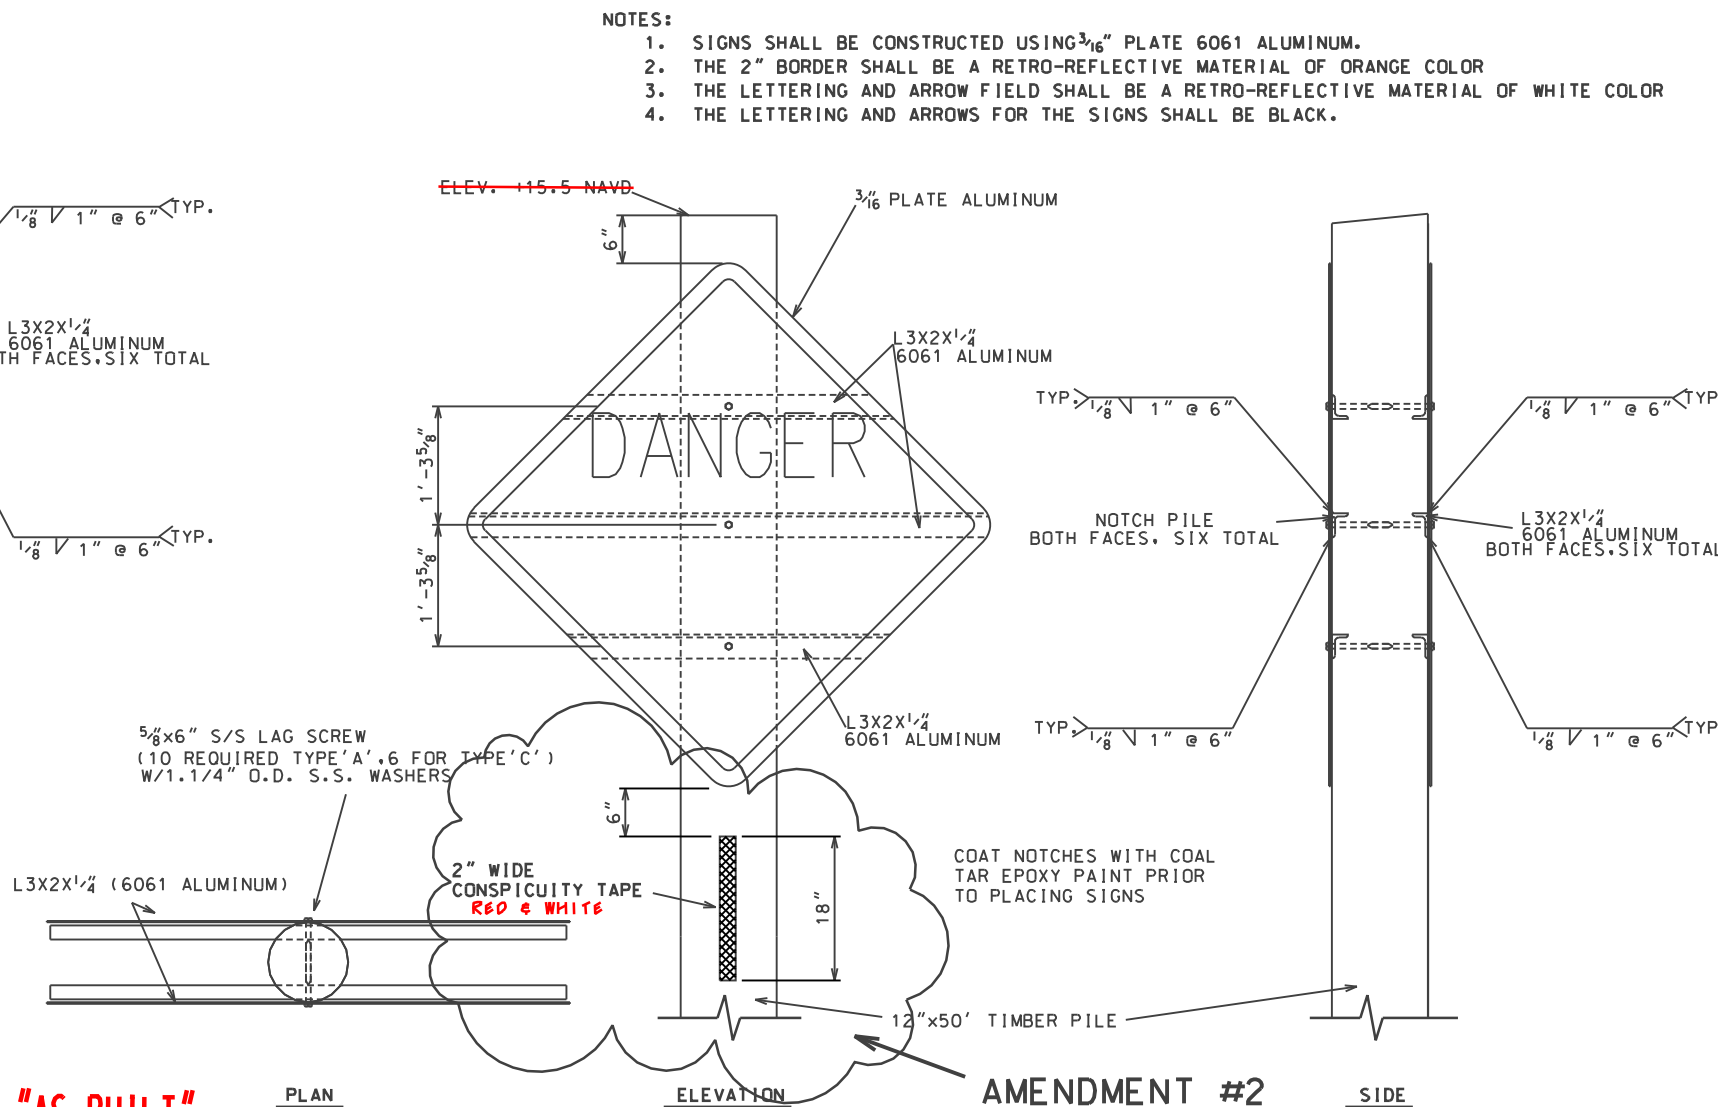 NOTES:
1. SIGNS SHALL BE CONSTRUCTED USING 3/16" PLATE 6061 ALUMINUM.
2. THE 2" BORDER SHALL BE A RETRO-REFLECTIVE MATERIAL OF ORANGE COLOR
3. THE LETTERING AND ARROW FIELD SHALL BE A RETRO-REFLECTIVE MATERIAL OF WHITE COLOR
4. THE LETTERING AND ARROWS FOR THE SIGNS SHALL BE BLACK.
ELEV. +15.5 NAVD
3/16" PLATE ALUMINUM
1/8" 1" @ 6" TYP.
6"
L3X2X1/4"
6061 ALUMINUM
TH FACES, SIX TOTAL
L3X2X1/4"
6061 ALUMINUM
TYP. 1/8" 1" @ 6"
1/8" 1" @ 6" TYP
DANGER
1'-3 5/8"
NOTCH PILE
BOTH FACES, SIX TOTAL
L3X2X1/4"
6061 ALUMINUM
BOTH FACES, SIX TOTAL
1/8" 1" @ 6" TYP.
1'-3 5/8"
L3X2X1/4"
6061 ALUMINUM
TYP. 1/8" 1" @ 6"
1/8" 1" @ 6" TYP
5/8"x6" S/S LAG SCREW
(10 REQUIRED TYPE'A',6 FOR TYPE'C')
W/1.1/4" O.D. S.S. WASHERS
6"
2" WIDE
CONSPICUITY TAPE
RED & WHITE
18"
COAT NOTCHES WITH COAL
TAR EPOXY PAINT PRIOR
TO PLACING SIGNS
L3X2X1/4" (6061 ALUMINUM)
12"x50' TIMBER PILE
"AS BUILT"
PLAN
ELEVATION
AMENDMENT #2
SIDE